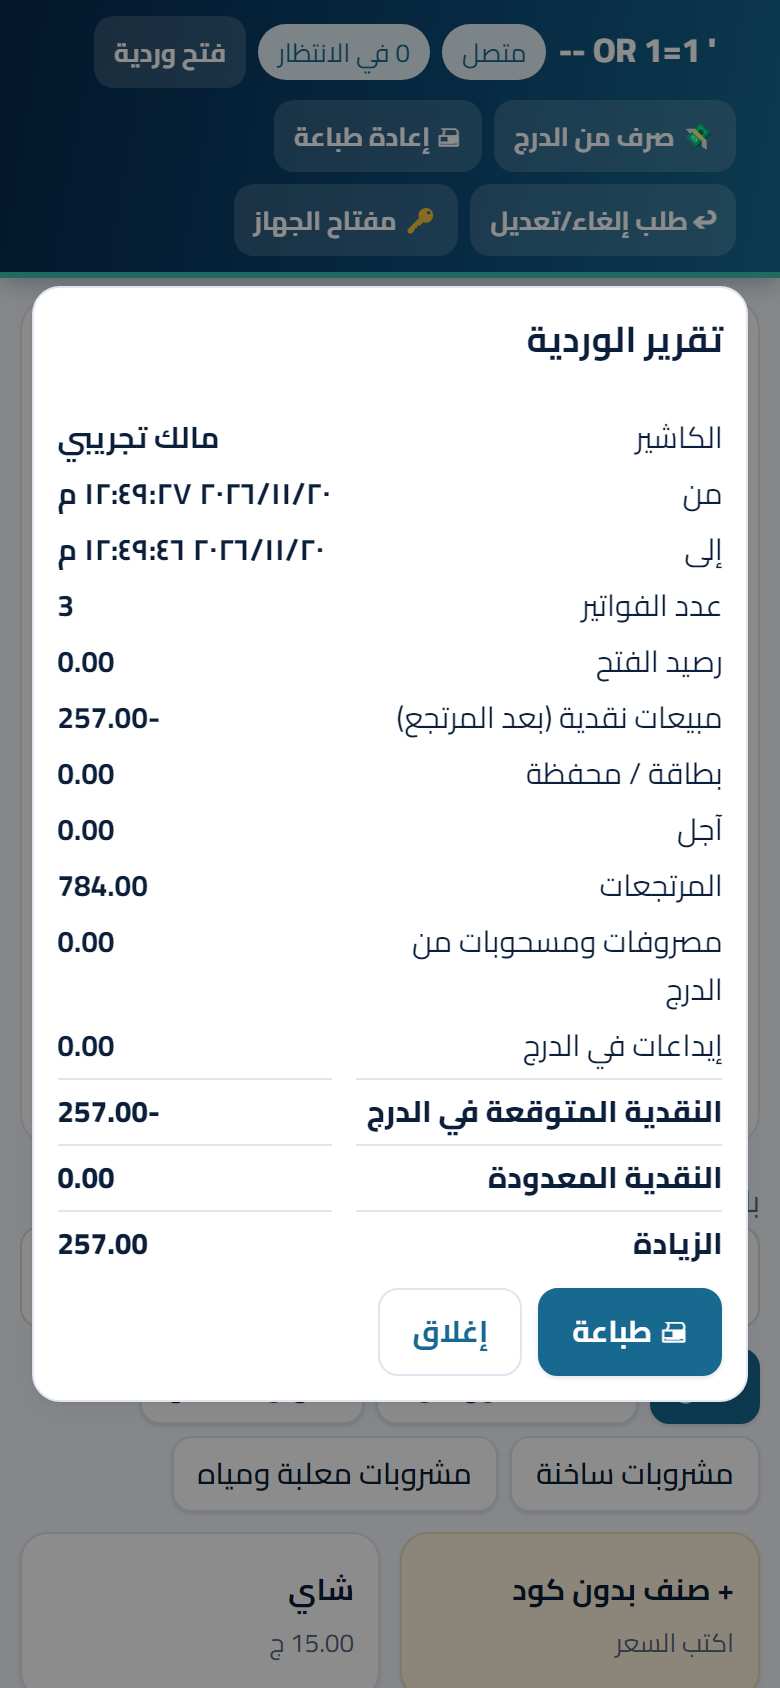 ' OR 1=1 --
متصل
0 في الانتظار
فتح وردية
💸 صرف من الدرج
إعادة طباعة
↩ طلب إلغاء/تعديل
🔑 مفتاح الجهاز
تقرير الوردية
الكاشير مالك تجريبي
من ٢٠٢٦/١١/٢٠ ١٢:٤٩:٢٧ م
إلى ٢٠٢٦/١١/٢٠ ١٢:٤٩:٤٦ م
عدد الفواتير 3
رصيد الفتح 0.00
مبيعات نقدية (بعد المرتجع) -257.00
بطاقة / محفظة 0.00
آجل 0.00
المرتجعات 784.00
مصروفات ومسحوبات من 0.00
الدرج
إيداعات في الدرج 0.00
النقدية المتوقعة في الدرج -257.00
النقدية المعدودة 0.00
الزيادة 257.00
طباعة
إغلاق
مشروبات ساخنة
مشروبات معلبة ومياه
+ صنف بدون كود
اكتب السعر
شاي
15.00 ج